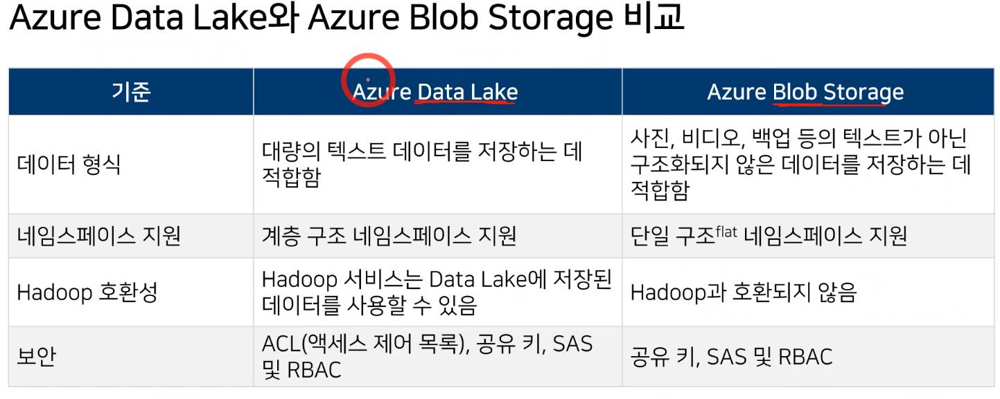 Azure Data Lake와 Azure Blob Storage 비교
기준
Azure Data Lake
Azure Blob Storage
데이터 형식
대량의 텍스트 데이터를 저장하는 데
적합함
사진, 비디오, 백업 등의 텍스트가 아닌
구조화되지 않은 데이터를 저장하는 데
적합함
네임스페이스 지원
계층 구조 네임스페이스 지원
단일 구조flat 네임스페이스 지원
Hadoop 호환성
Hadoop 서비스는 Data Lake에 저장된
데이터를 사용할 수 있음
Hadoop과 호환되지 않음
보안
ACL(액세스 제어 목록), 공유 키, SAS
및 RBAC
공유 키, SAS 및 RBAC